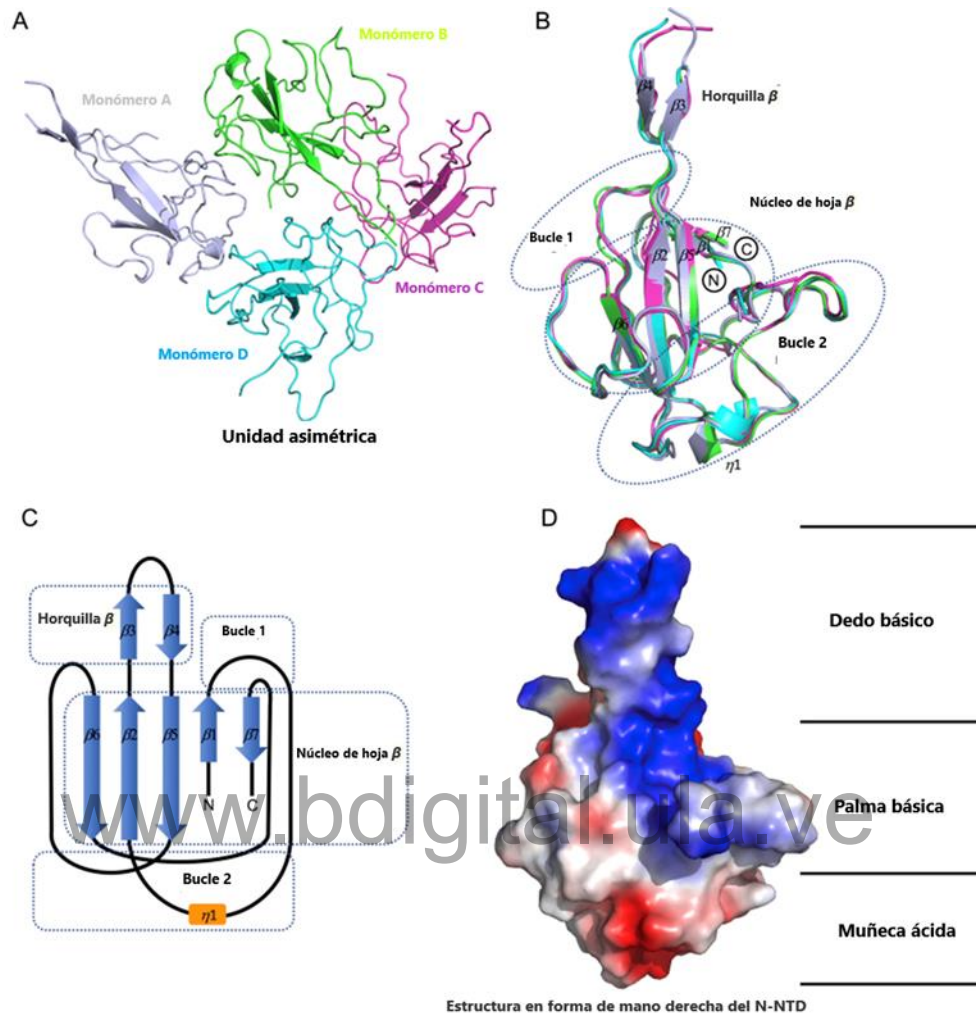 A
Monómero A
Monómero B
Monómero C
Monómero D
Unidad asimétrica
B
β4
β3
Horquilla β
Núcleo de hoja β
Bucle 1
β7
β1
C
β2
β5
N
β6
Bucle 2
η1
C
Horquilla β
β3
β4
Bucle 1
β6
β2
β5
β1
β7
Núcleo de hoja β
N
C
Bucle 2
η1
D
Dedo básico
Palma básica
Muñeca ácida
Estructura en forma de mano derecha del N-NTD
www.bdigital.ula.ve